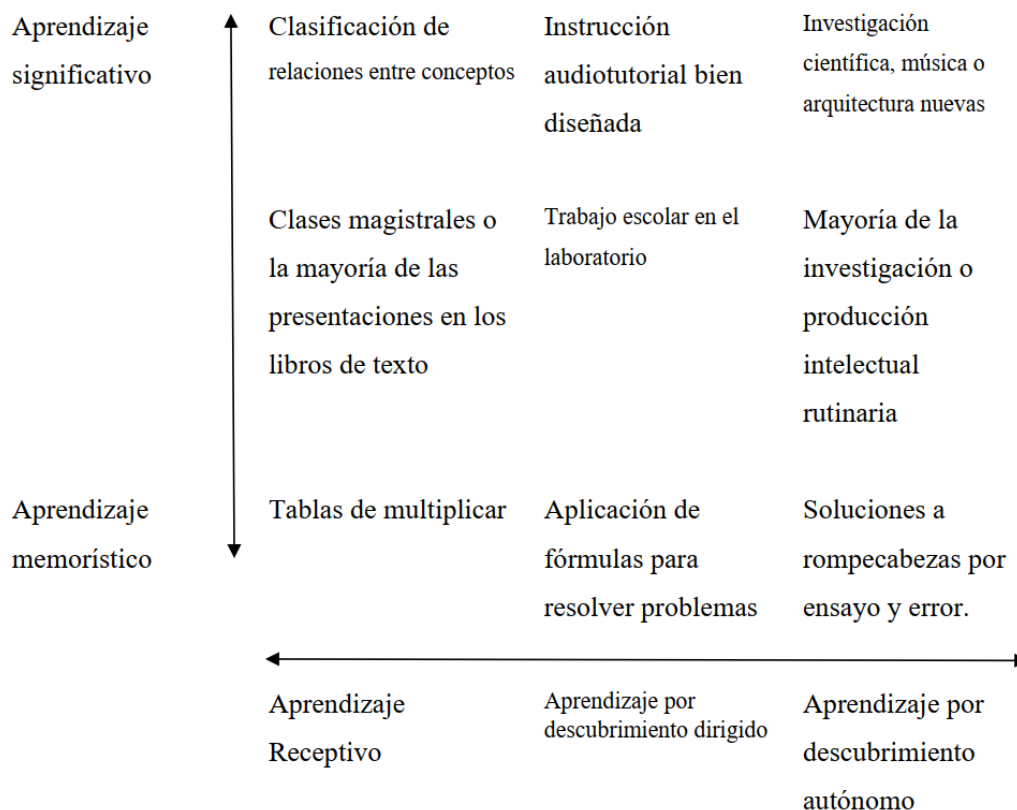 Aprendizaje
significativo
Clasificación de
relaciones entre conceptos
Instrucción
audiotutorial bien
diseñada
Investigación
científica, música o
arquitectura nuevas
Clases magistrales o
la mayoría de las
presentaciones en los
libros de texto
Trabajo escolar en el
laboratorio
Mayoría de la
investigación o
producción
intelectual
rutinaria
Aprendizaje
memorístico
Tablas de multiplicar
Aplicación de
fórmulas para
resolver problemas
Soluciones a
rompecabezas por
ensayo y error.
Aprendizaje
Receptivo
Aprendizaje por
descubrimiento dirigido
Aprendizaje por
descubrimiento
autónomo